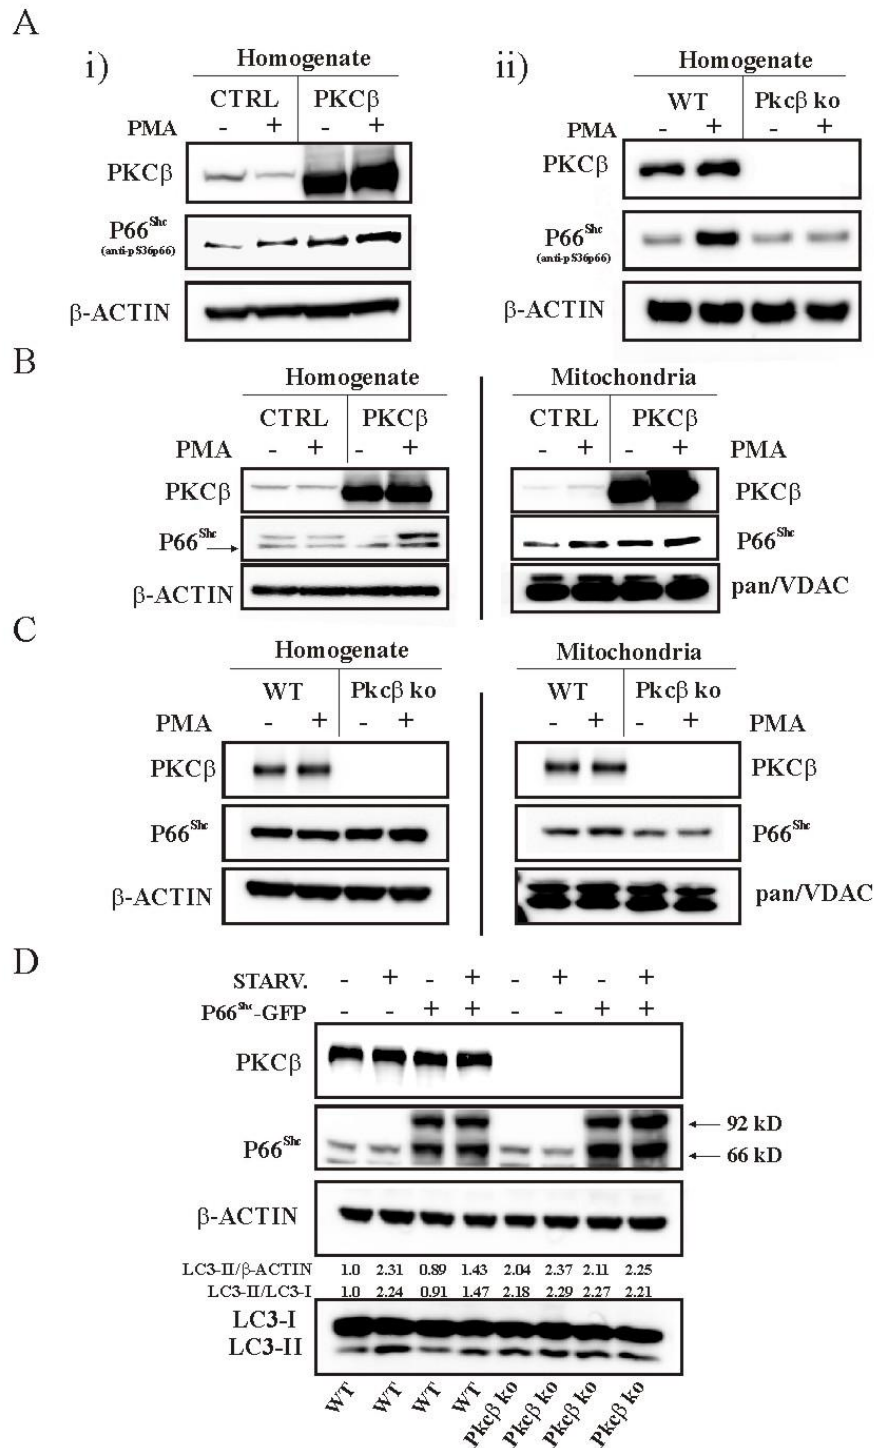 A
i)
Homogenate
CTRL PKCβ
PMA - + - +
PKCβ
P66Shc
(anti-pS36p66)
β-ACTIN
ii)
Homogenate
WT Pkcβ ko
PMA - + - +
PKCβ
P66Shc
(anti-pS36p66)
β-ACTIN
B
Homogenate
CTRL PKCβ
PMA - + - +
PKCβ
P66Shc
β-ACTIN
Mitochondria
CTRL PKCβ
- + - + PMA
PKCβ
P66Shc
pan/VDAC
C
Homogenate
WT Pkcβ ko
PMA - + - +
PKCβ
P66Shc
β-ACTIN
Mitochondria
WT Pkcβ ko
- + - + PMA
PKCβ
P66Shc
pan/VDAC
D
STARV. - + - + - + - +
P66Shc-GFP - - + + - - + +
PKCβ
P66Shc
92 kD
66 kD
β-ACTIN
LC3-II/β-ACTIN 1.0 2.31 0.89 1.43 2.04 2.37 2.11 2.25
LC3-II/LC3-I 1.0 2.24 0.91 1.47 2.18 2.29 2.27 2.21
LC3-I
LC3-II
WT WT WT WT Pkcβ ko Pkcβ ko Pkcβ ko Pkcβ ko